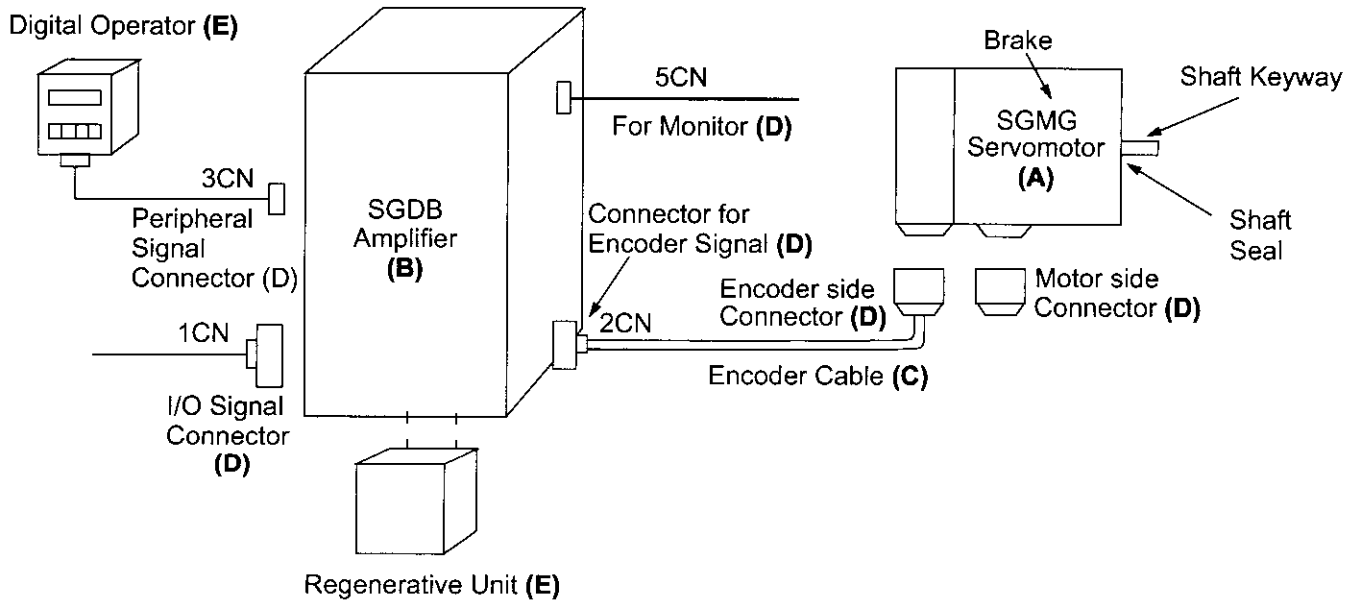 Digital Operator (E)
3CN
Peripheral
Signal
Connector (D)
1CN
I/O Signal
Connector
(D)
SGDB
Amplifier
(B)
Regenerative Unit (E)
5CN
For Monitor (D)
Connector for
Encoder Signal (D)
2CN
Encoder side
Connector (D)
Encoder Cable (C)
Brake
SGMG
Servomotor
(A)
Shaft Keyway
Shaft
Seal
Motor side
Connector (D)